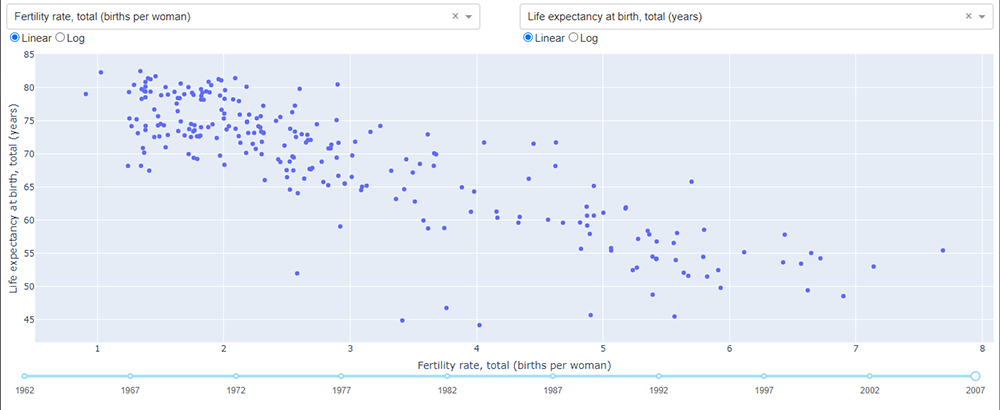 Fertility rate, total (births per woman) ×
Life expectancy at birth, total (years) ×
Linear Log
Linear Log
Life expectancy at birth, total (years)
85
80
75
70
65
60
55
50
45
1 2 3 4 5 6 7 8
Fertility rate, total (births per woman)
1962 1967 1972 1977 1982 1987 1992 1997 2002 2007